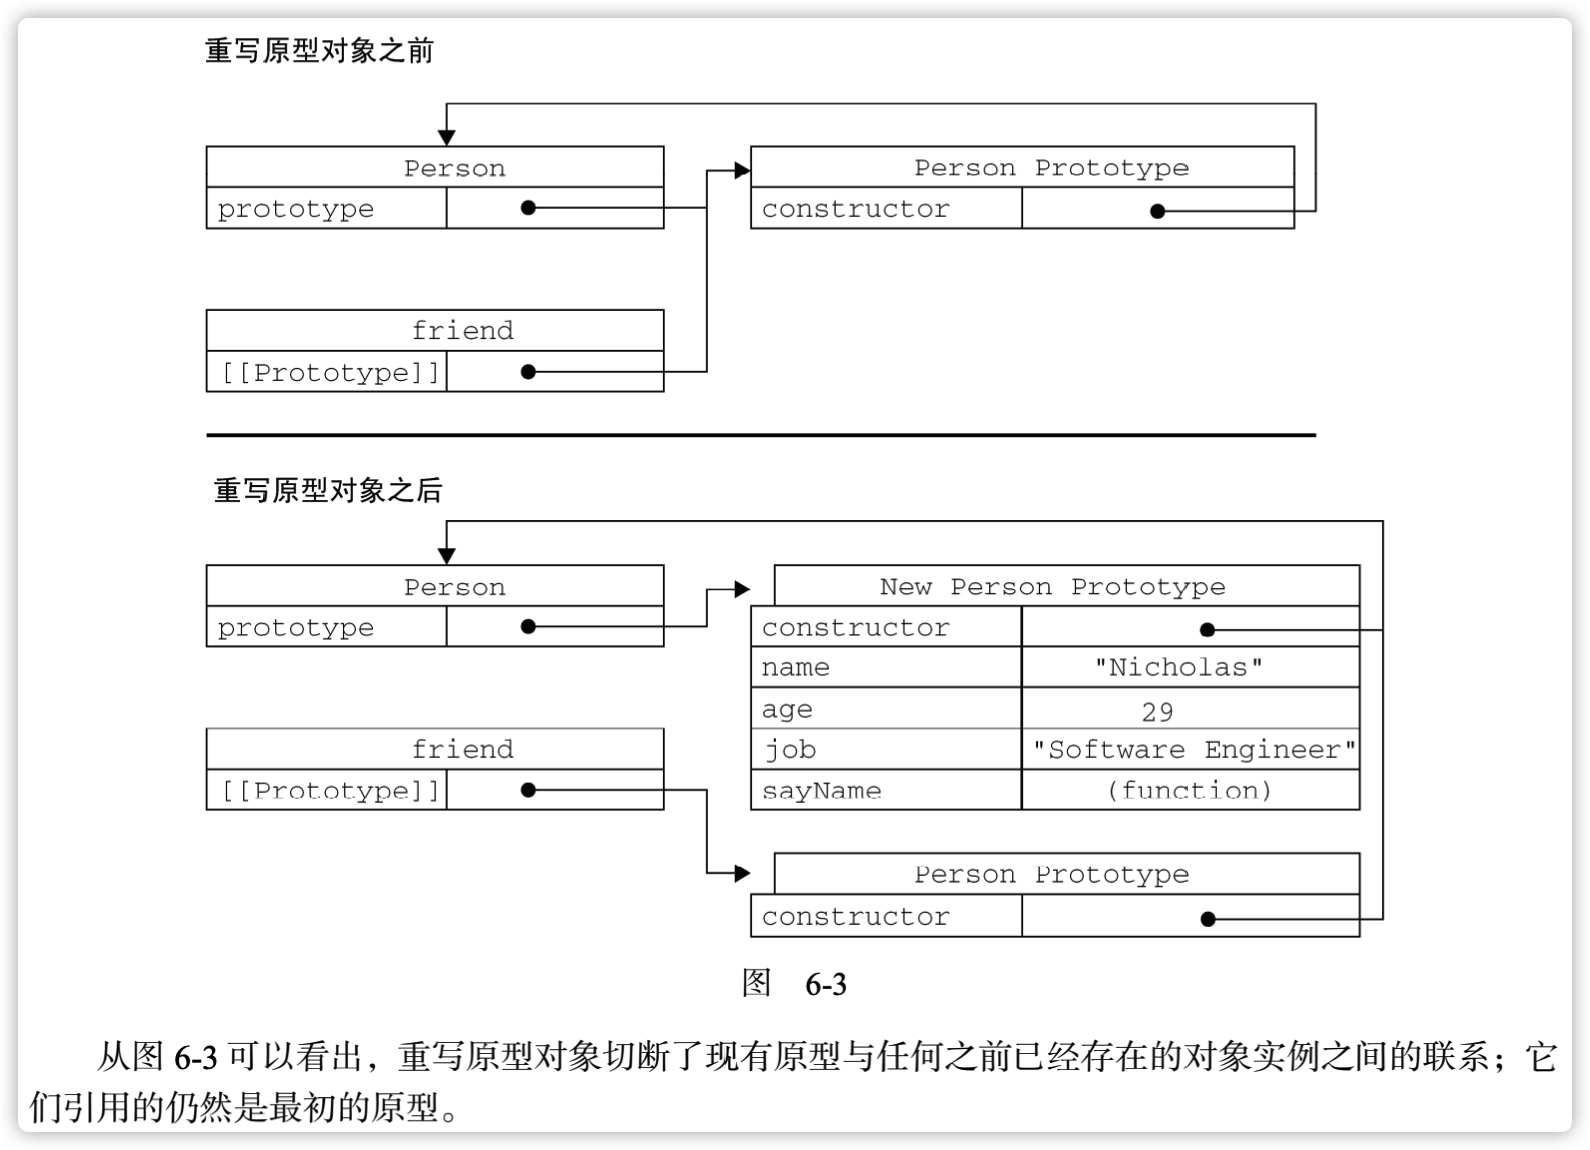 重写原型对象之前
Person
prototype
Person Prototype
constructor
friend
[[Prototype]]
重写原型对象之后
Person
prototype
New Person Prototype
constructor
name "Nicholas"
age 29
job "Software Engineer"
sayName (function)
friend
[[Prototype]]
Person Prototype
constructor
图 6-3
从图 6-3 可以看出，重写原型对象切断了现有原型与任何之前已经存在的对象实例之间的联系；它
们引用的仍然是最初的原型。